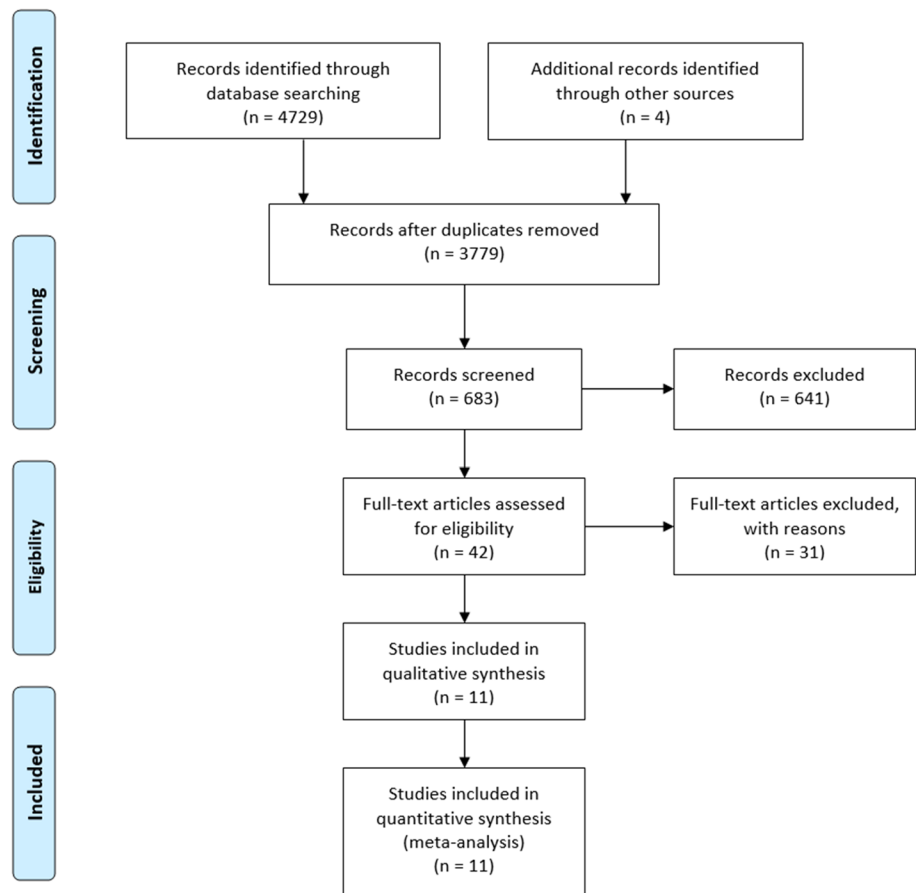 Identification
Records identified through
database searching
(n = 4729)
Additional records identified
through other sources
(n = 4)
Records after duplicates removed
(n = 3779)
Screening
Records screened
(n = 683)
Records excluded
(n = 641)
Eligibility
Full-text articles assessed
for eligibility
(n = 42)
Full-text articles excluded,
with reasons
(n = 31)
Studies included in
qualitative synthesis
(n = 11)
Included
Studies included in
quantitative synthesis
(meta-analysis)
(n = 11)